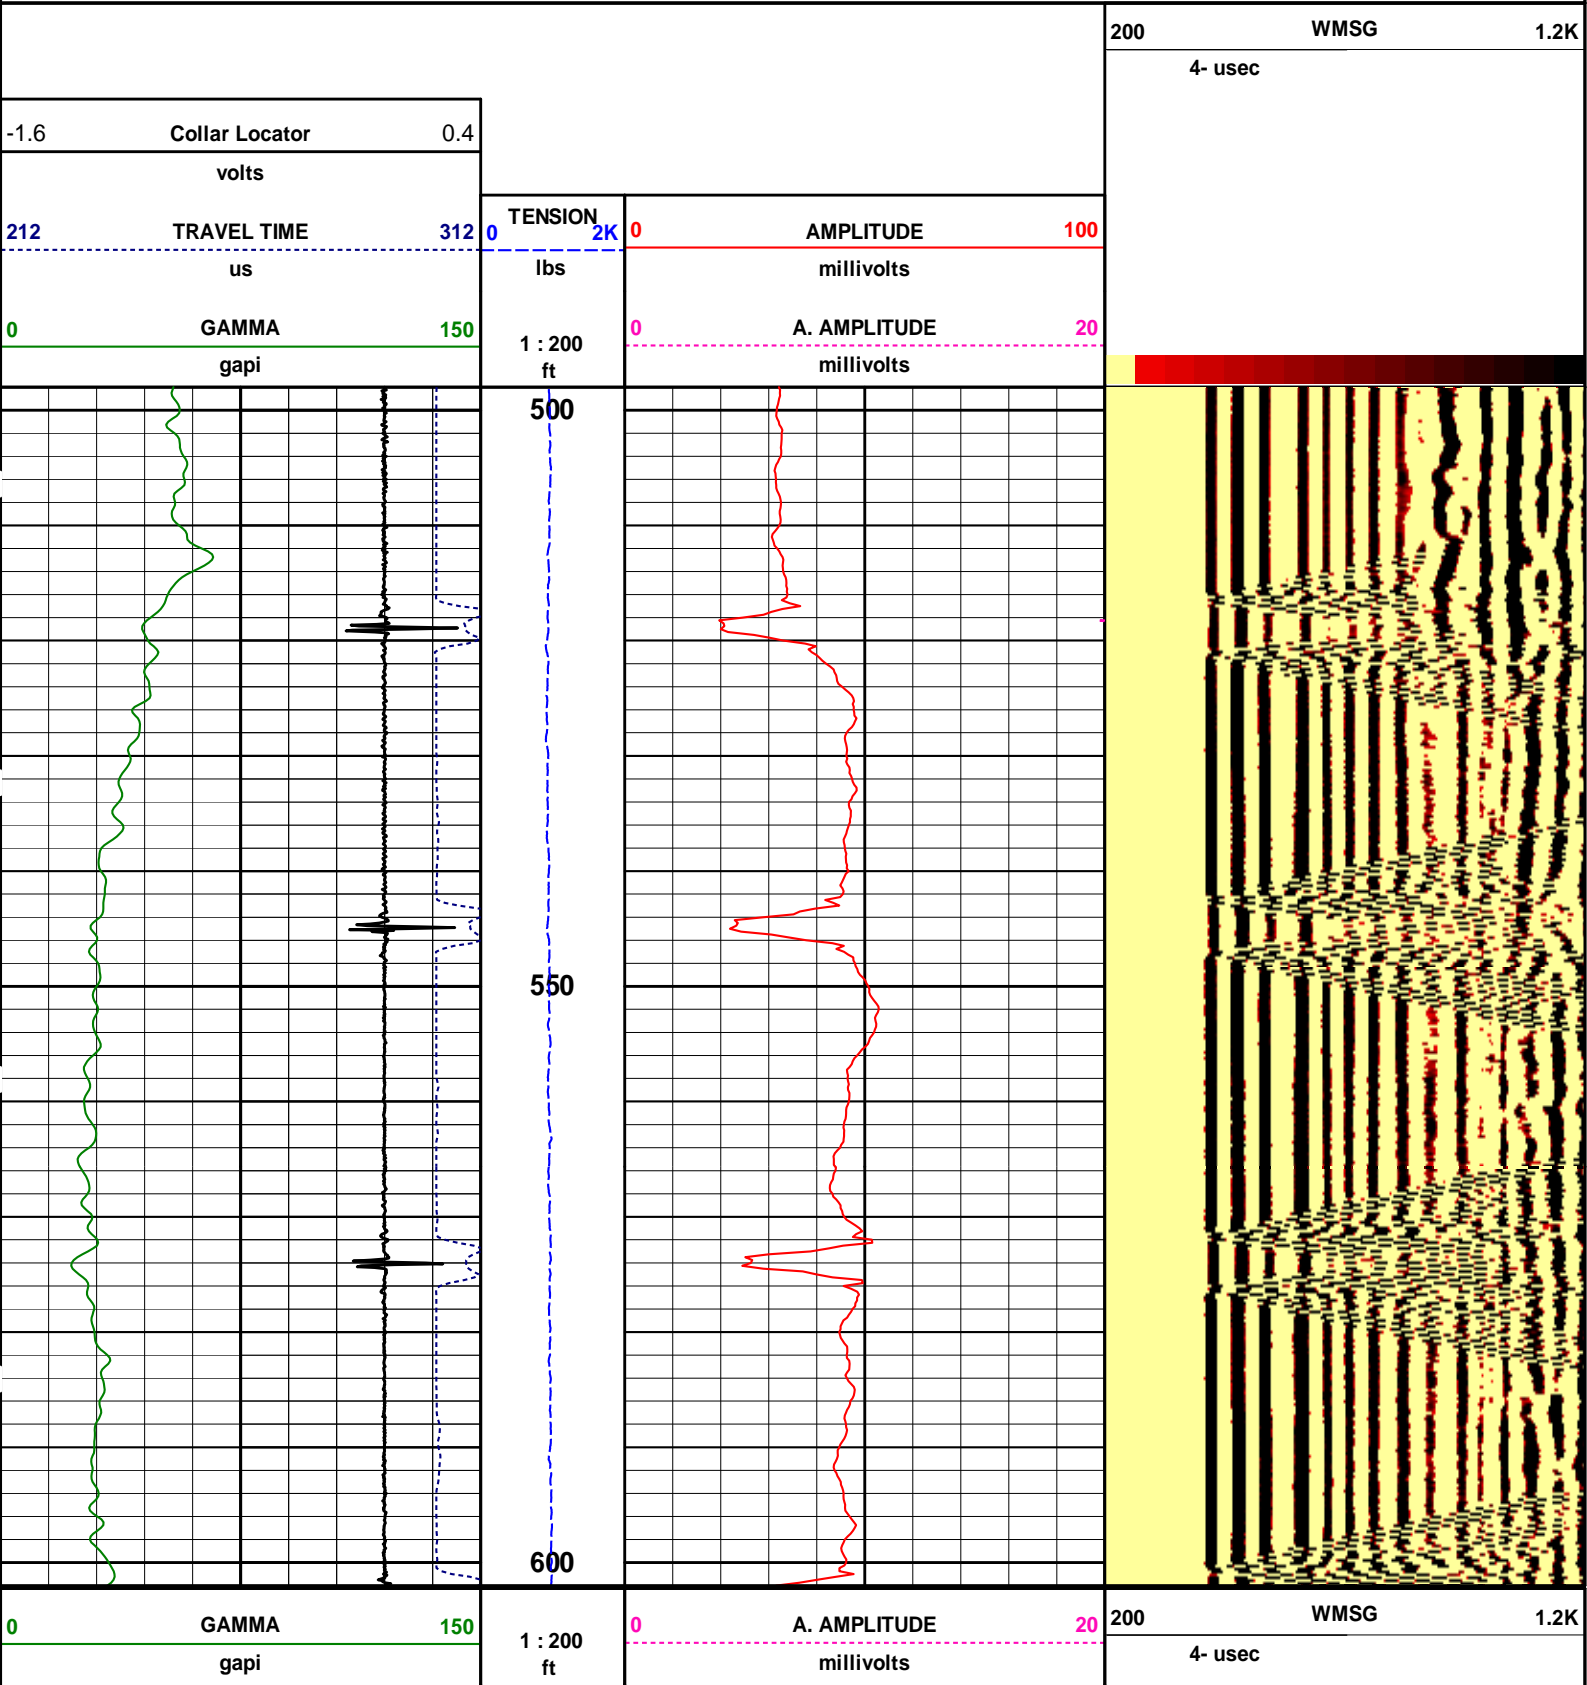 200 WMSG 1.2K
4- usec
-1.6 Collar Locator 0.4
volts
212 TRAVEL TIME 312
us
0 GAMMA 150
gapi
TENSION
0 2K
lbs
1 : 200
ft
0 AMPLITUDE 100
millivolts
0 A. AMPLITUDE 20
millivolts
500
550
600
0 GAMMA 150
gapi
1 : 200
ft
0 A. AMPLITUDE 20
millivolts
200 WMSG 1.2K
4- usec